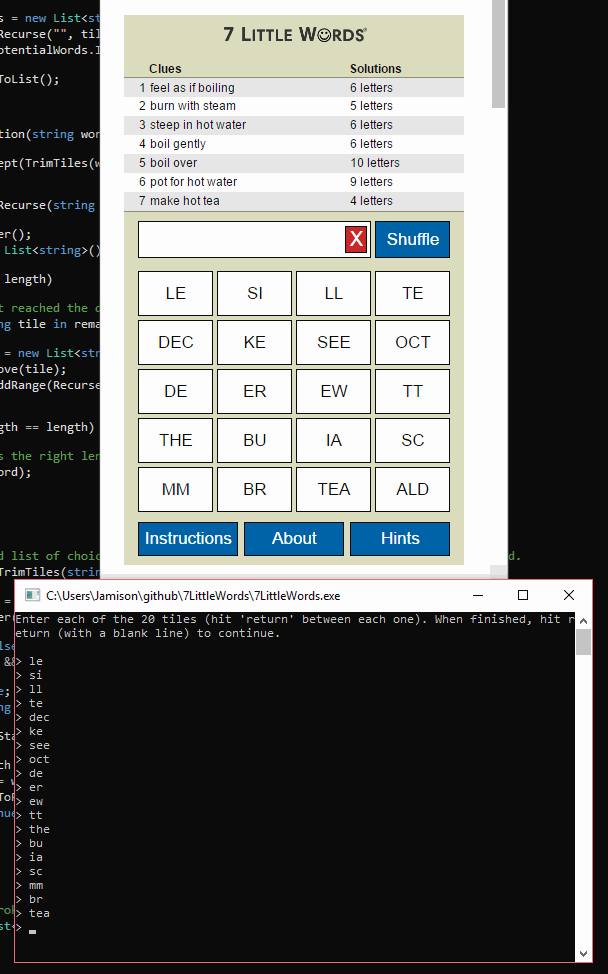 s = new List<st
Recurse("", til
otentialWords.I
ToList();
tion(string wor
ept(TrimTiles(w
Recurse(string
er();
List<string>()
length)
t reached the d
ng tile in rema
= new List<str
ove(tile);
ddRange(Recurse
gth == length)
s the right len
ord);
d list of choic
d.
TrimTiles(strin
7 LITTLE WORDS®
Clues Solutions
1 feel as if boiling 6 letters
2 burn with steam 5 letters
3 steep in hot water 6 letters
4 boil gently 6 letters
5 boil over 10 letters
6 pot for hot water 9 letters
7 make hot tea 4 letters
X Shuffle
LE SI LL TE
DEC KE SEE OCT
DE ER EW TT
THE BU IA SC
MM BR TEA ALD
Instructions About Hints
C:\Users\Jamison\github\7LittleWords\7LittleWords.exe
Enter each of the 20 tiles (hit 'return' between each one). When finished, hit r
eturn (with a blank line) to continue.
> le
> si
> ll
> te
> dec
> ke
> see
> oct
> de
> er
> ew
> tt
> the
> bu
> ia
> sc
> mm
> br
> tea
>